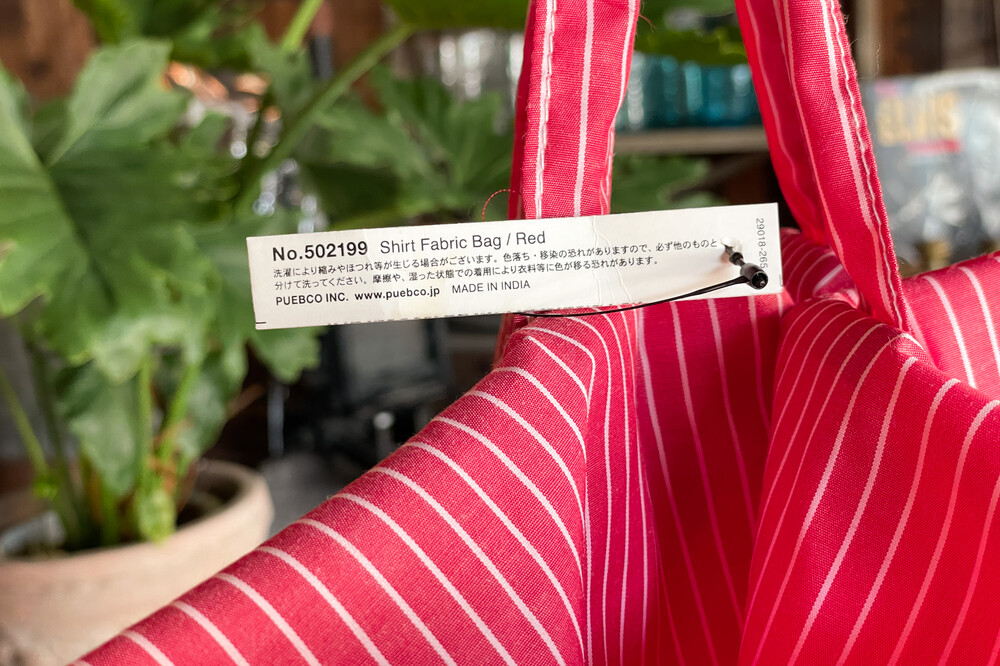 No.502199 Shirt Fabric Bag / Red
洗濯により縮みやほつれ等が生じる場合がございます。色落ち・移染の恐れがありますので、必ず他のものと
分けて洗ってください。摩擦や、湿った状態での着用により衣料等に色が移る恐れがあります。
PUEBCO INC. www.puebco.jp MADE IN INDIA
29018-265
ELVIS